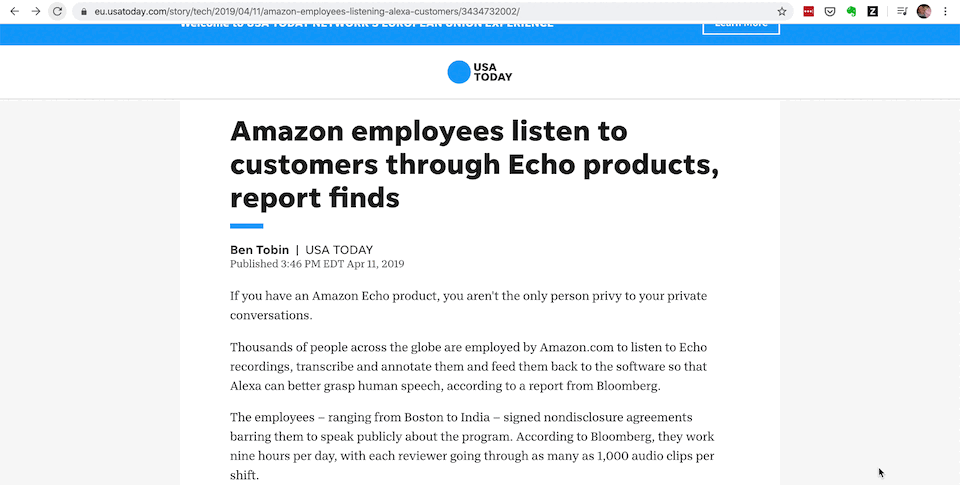 eu.usatoday.com/story/tech/2019/04/11/amazon-employees-listening-alexa-customers/3434732002/
Welcome to USA TODAY NETWORK'S EUROPEAN UNION EXPERIENCE
Learn More
USA
TODAY
Amazon employees listen to
customers through Echo products,
report finds
Ben Tobin | USA TODAY
Published 3:46 PM EDT Apr 11, 2019
If you have an Amazon Echo product, you aren't the only person privy to your private
conversations.
Thousands of people across the globe are employed by Amazon.com to listen to Echo
recordings, transcribe and annotate them and feed them back to the software so that
Alexa can better grasp human speech, according to a report from Bloomberg.
The employees – ranging from Boston to India – signed nondisclosure agreements
barring them to speak publicly about the program. According to Bloomberg, they work
nine hours per day, with each reviewer going through as many as 1,000 audio clips per
shift.